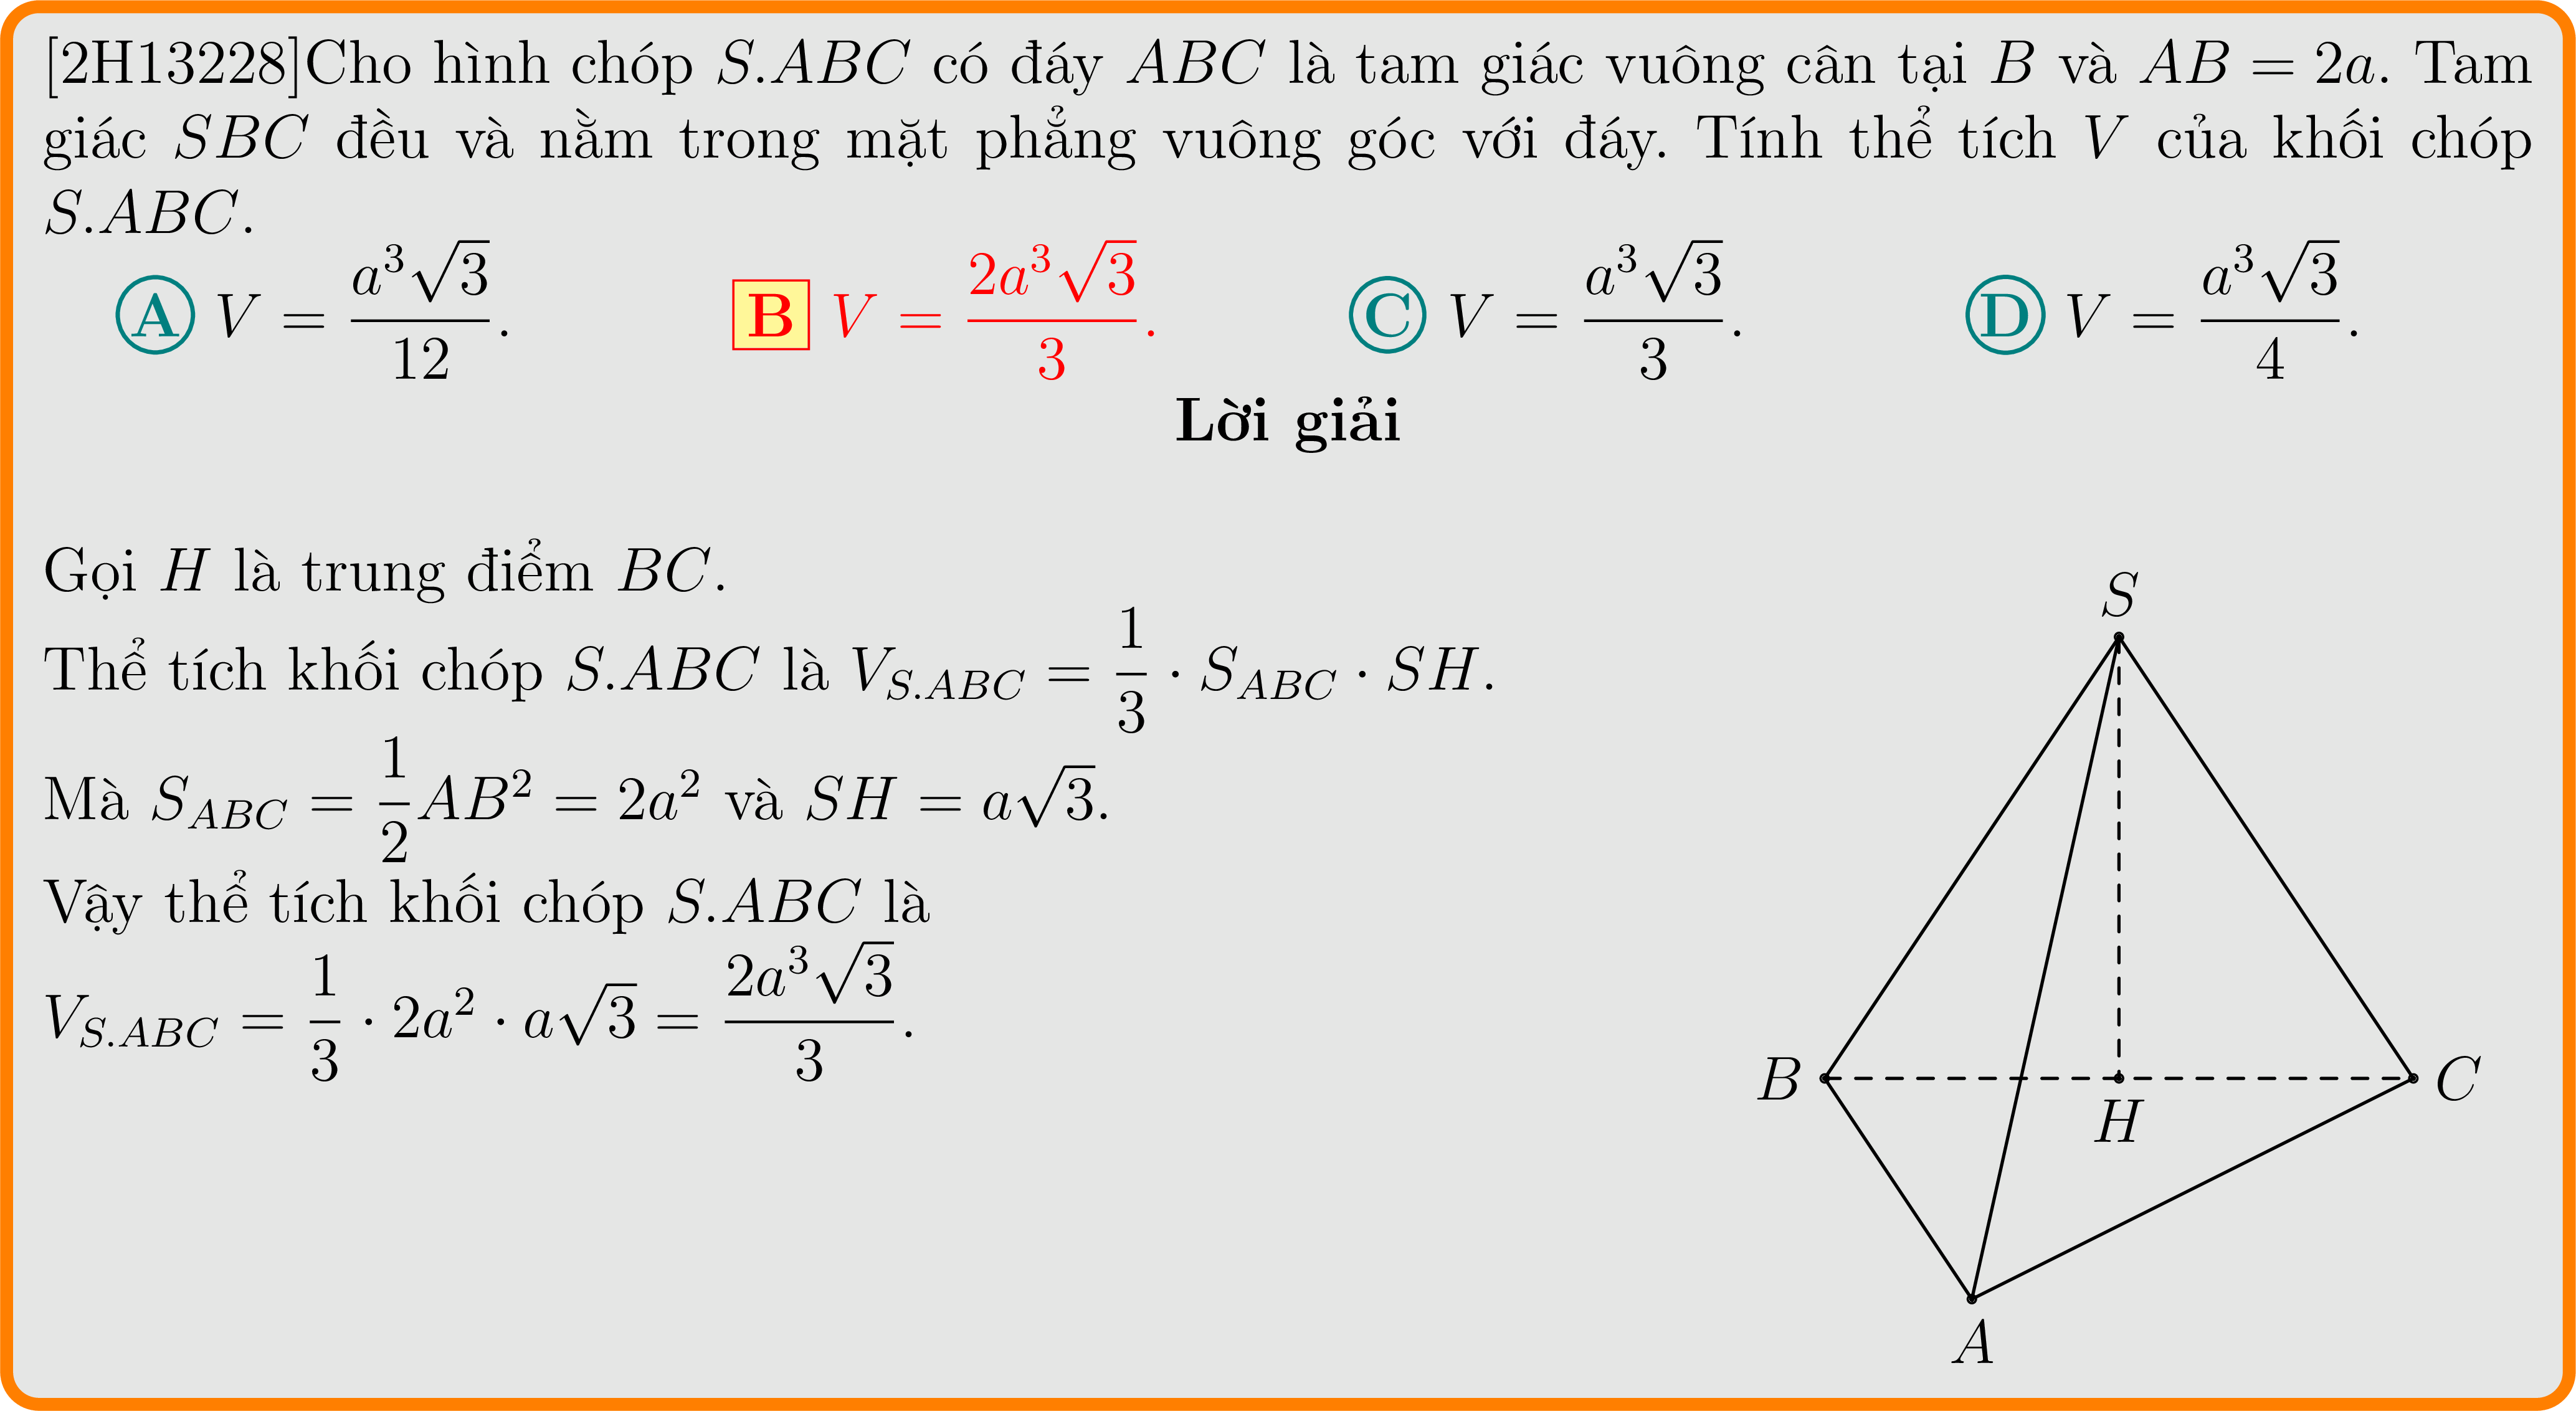 [2H13228]Cho hình chóp S.ABC có đáy ABC là tam giác vuông cân tại B và AB = 2a. Tam
giác SBC đều và nằm trong mặt phẳng vuông góc với đáy. Tính thể tích V của khối chóp
S.ABC.
A V = \frac{a^3\sqrt{3}}{12}. B V = \frac{2a^3\sqrt{3}}{3}. C V = \frac{a^3\sqrt{3}}{3}. D V = \frac{a^3\sqrt{3}}{4}.
Lời giải
Gọi H là trung điểm BC.
Thể tích khối chóp S.ABC là V_{S.ABC} = \frac{1}{3} · S_{ABC} · SH.
Mà S_{ABC} = \frac{1}{2}AB^2 = 2a^2 và SH = a\sqrt{3}.
Vậy thể tích khối chóp S.ABC là
V_{S.ABC} = \frac{1}{3} · 2a^2 · a\sqrt{3} = \frac{2a^3\sqrt{3}}{3}.
S
B
C
H
A